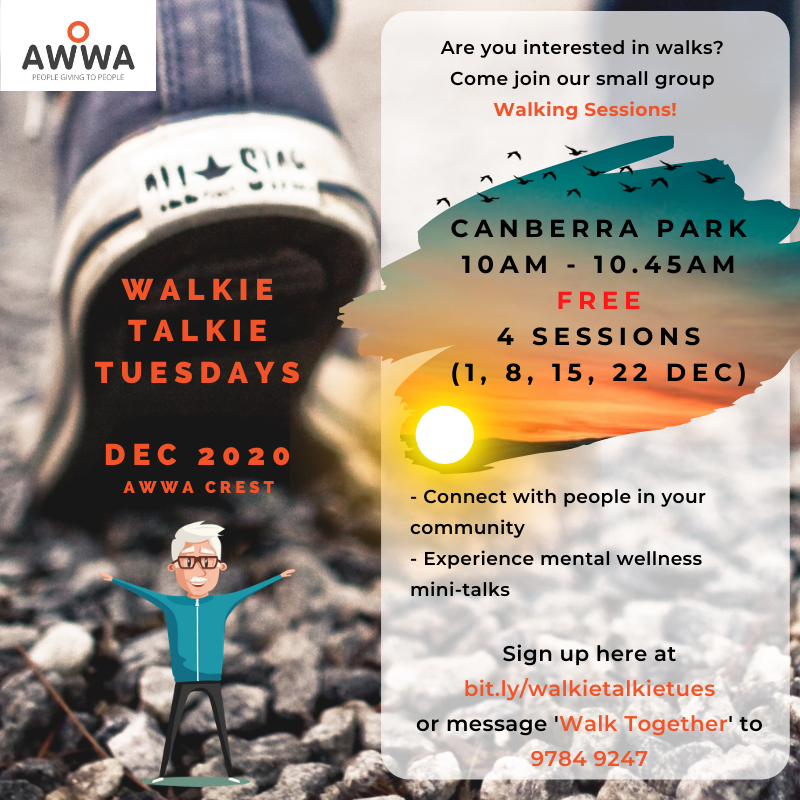 AWWA
PEOPLE GIVING TO PEOPLE
ALL ★ STAR
WALKIE
TALKIE
TUESDAYS
DEC 2020
AWWA CREST
Are you interested in walks?
Come join our small group
Walking Sessions!
CANBERRA PARK
10AM - 10.45AM
FREE
4 SESSIONS
(1, 8, 15, 22 DEC)
- Connect with people in your
community
- Experience mental wellness
mini-talks
Sign up here at
bit.ly/walkietalkietues
or message 'Walk Together' to
9784 9247